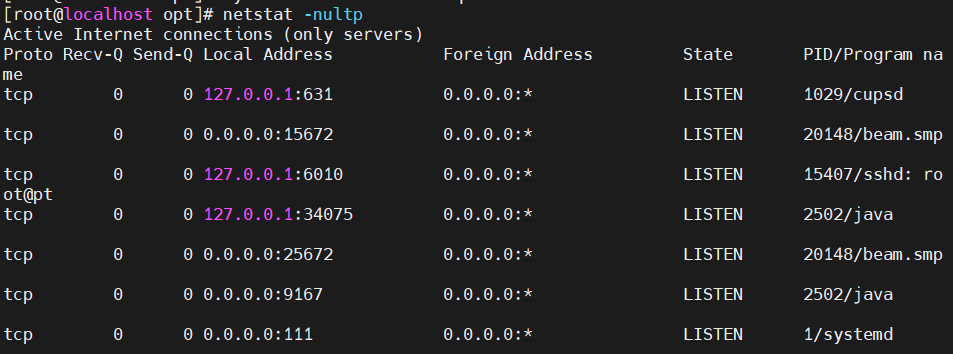 [root@localhost opt]# netstat -nultp
Active Internet connections (only servers)
Proto Recv-Q Send-Q Local Address           Foreign Address         State       PID/Program na
me
tcp        0      0 127.0.0.1:631           0.0.0.0:*               LISTEN      1029/cupsd
tcp        0      0 0.0.0.0:15672           0.0.0.0:*               LISTEN      20148/beam.smp
tcp        0      0 127.0.0.1:6010          0.0.0.0:*               LISTEN      15407/sshd: ro
ot@pt
tcp        0      0 127.0.0.1:34075         0.0.0.0:*               LISTEN      2502/java
tcp        0      0 0.0.0.0:25672           0.0.0.0:*               LISTEN      20148/beam.smp
tcp        0      0 0.0.0.0:9167            0.0.0.0:*               LISTEN      2502/java
tcp        0      0 0.0.0.0:111             0.0.0.0:*               LISTEN      1/systemd